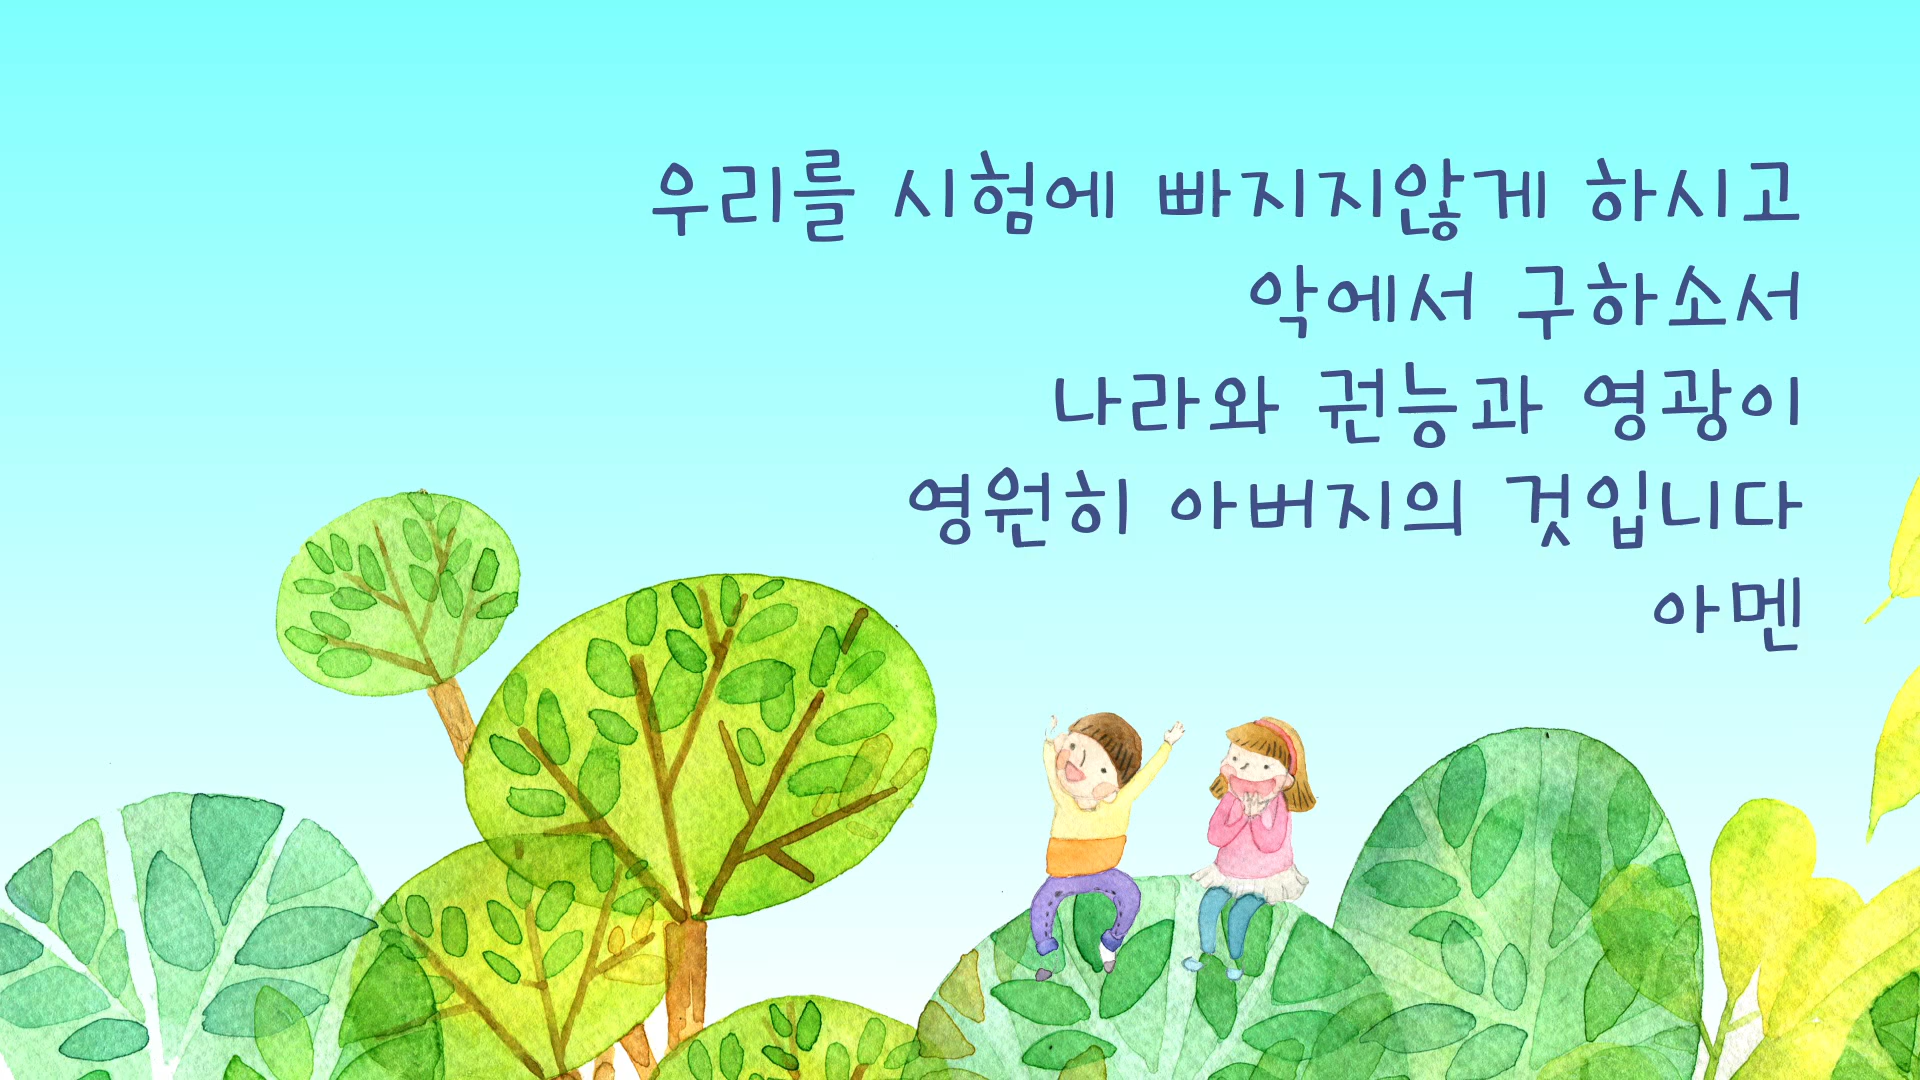 우리를 시험에 빠지지않게 하시고
악에서 구하소서
나라와 권능과 영광이
영원히 아버지의 것입니다
아멘